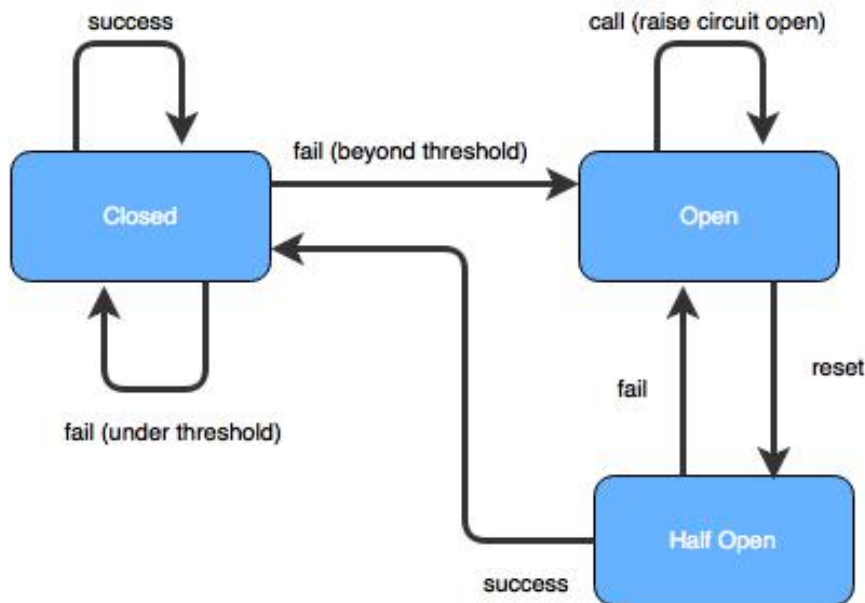 success
call (raise circuit open)
fail (beyond threshold)
Closed
Open
fail (under threshold)
fail
reset
Half Open
success